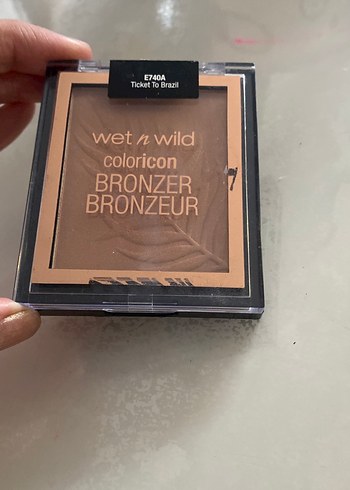 E740A
Ticket To Brazil
wet n wild
coloricon
BRONZER
BRONZEUR